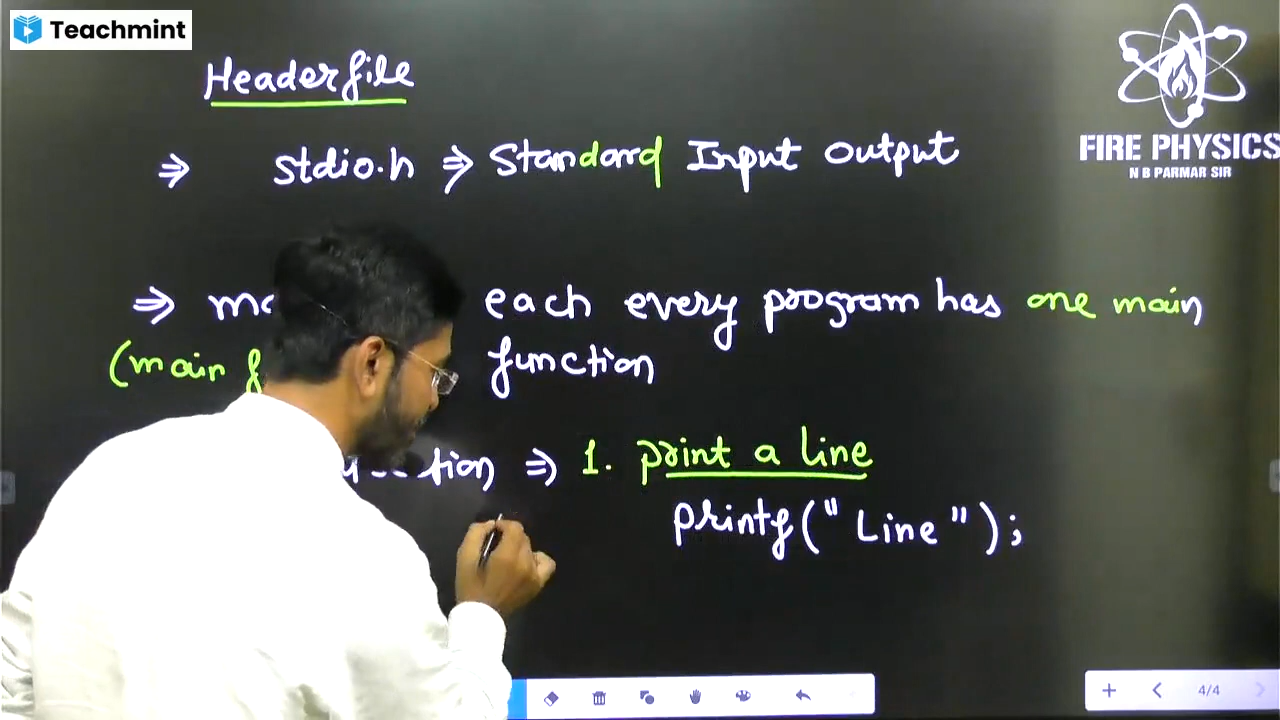 Teachmint
FIRE PHYSICS
N B PARMAR SIR
Headerfile
⇒ stdio.h ⇒ Standard Input Output
⇒ each every program has one main
(main function
⇒ 1. print a line
printf("Line");
4/4